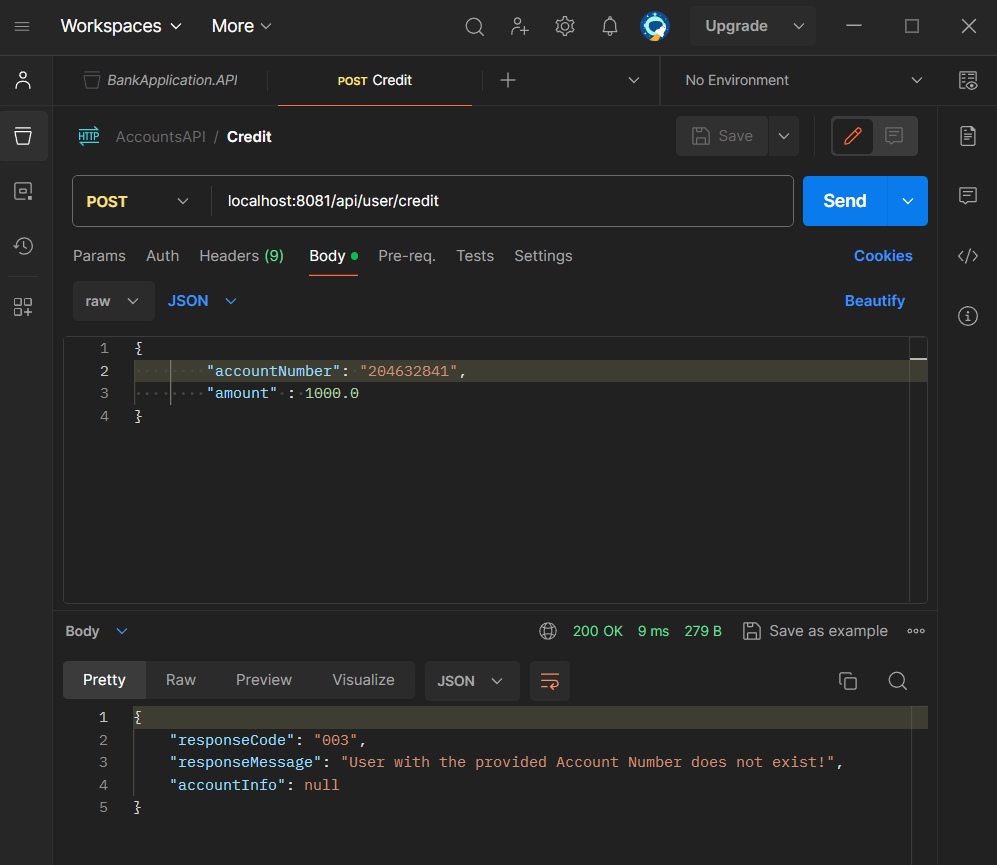 Workspaces More Upgrade
BankApplication.API POST Credit No Environment
HTTP AccountsAPI / Credit Save
POST localhost:8081/api/user/credit Send
Params Auth Headers (9) Body Pre-req. Tests Settings Cookies
raw JSON Beautify
1 {
2 "accountNumber": "204632841",
3 "amount" : 1000.0
4 }
Body 200 OK 9 ms 279 B Save as example
Pretty Raw Preview Visualize JSON
1 {
2 "responseCode": "003",
3 "responseMessage": "User with the provided Account Number does not exist!",
4 "accountInfo": null
5 }